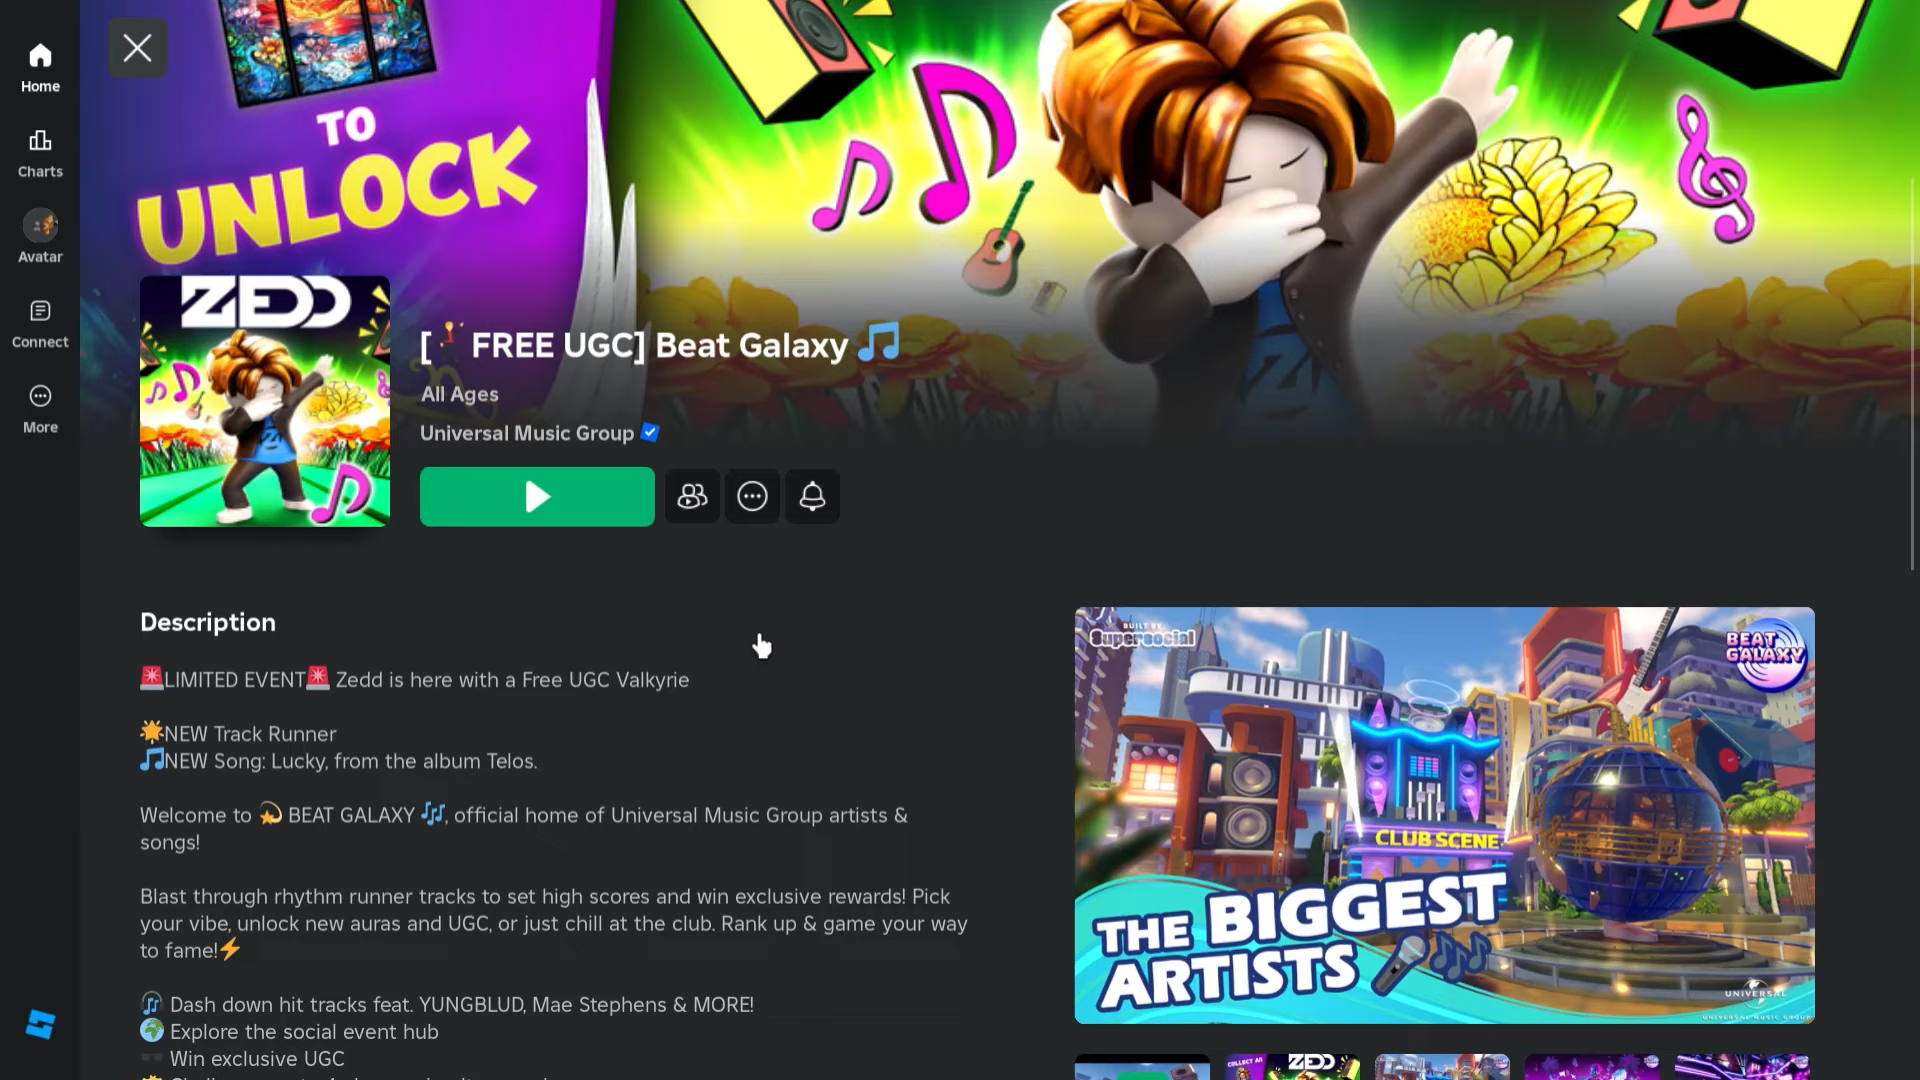 Home
Charts
Avatar
Connect
More
TO
UNLOCK
ZEDD
[🕴FREE UGC] Beat Galaxy 🎵
All Ages
Universal Music Group
Description
🚨LIMITED EVENT🚨 Zedd is here with a Free UGC Valkyrie
🌟NEW Track Runner
🎵NEW Song: Lucky, from the album Telos.
Welcome to 💫 BEAT GALAXY 🎶, official home of Universal Music Group artists &
songs!
Blast through rhythm runner tracks to set high scores and win exclusive rewards! Pick
your vibe, unlock new auras and UGC, or just chill at the club. Rank up & game your way
to fame!⚡
🎧 Dash down hit tracks feat. YUNGBLUD, Mae Stephens & MORE!
🌍 Explore the social event hub
🕶 Win exclusive UGC
BUILT BY
Supersocial
BEAT
GALAXY
CLUB SCENE
THE BIGGEST
ARTISTS
UNIVERSAL
UNIVERSAL MUSIC GROUP
COLLECT All
ZEDD